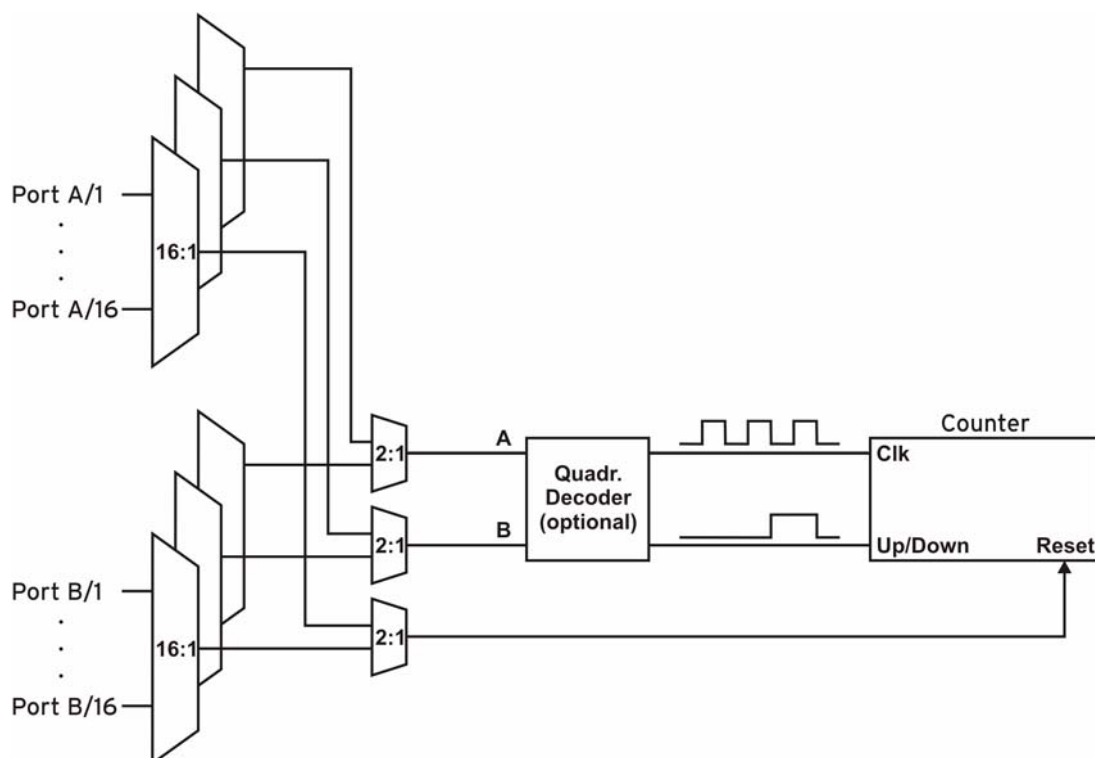 Port A/1
16:1
Port A/16
Port B/1
16:1
Port B/16
2:1
2:1
2:1
A
B
Quadr.
Decoder
(optional)
Counter
Clk
Up/Down
Reset